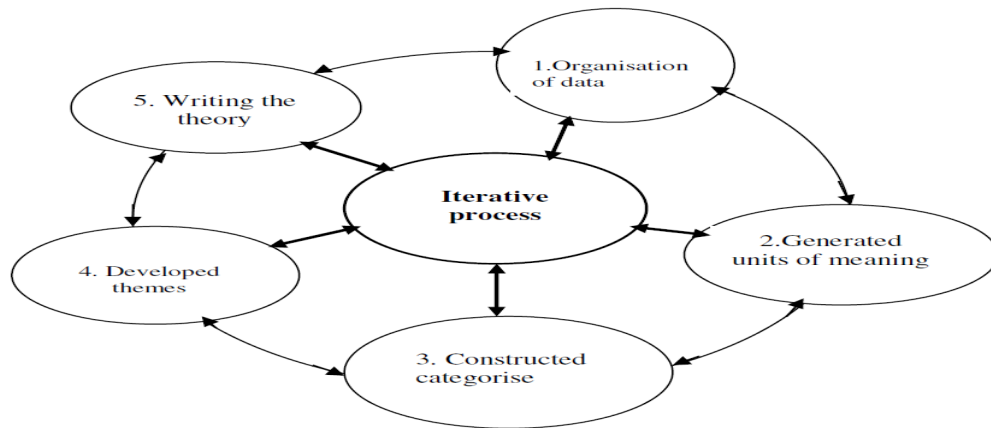 1.Organisation
of data
2.Generated
units of meaning
3. Constructed
categorise
4. Developed
themes
5. Writing the
theory
Iterative
process